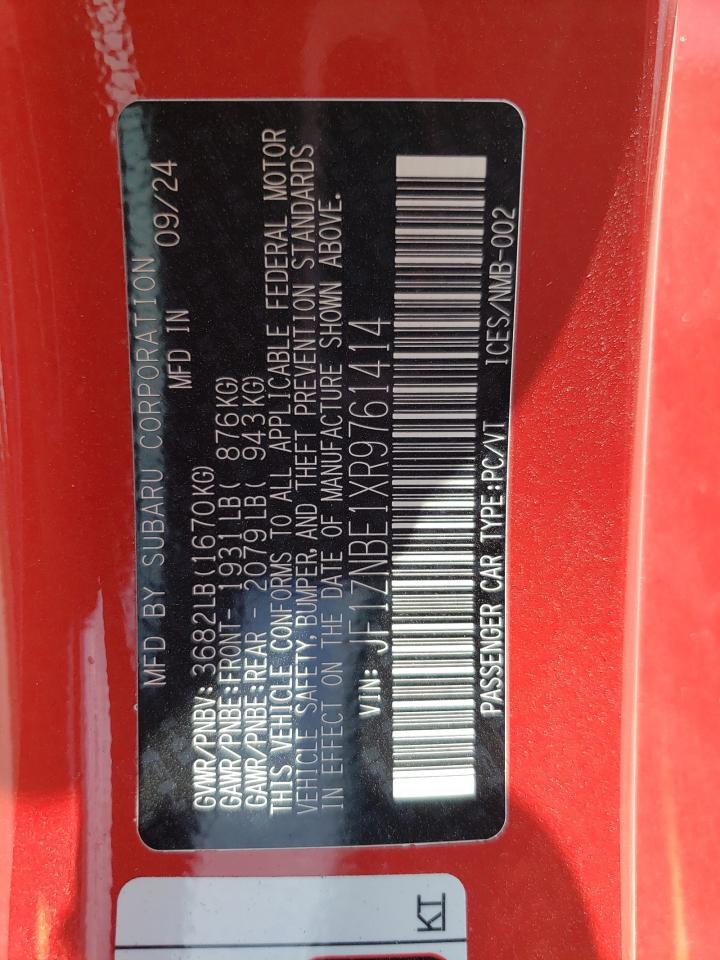 MFD BY SUBARU CORPORATION
MFD IN 09/24
GVWR/PNBV: 3682LB(1670KG)
GAWR/PNBE:FRONT- 1931LB( 876KG)
GAWR/PNBE:REAR - 2079LB( 943KG)
THIS VEHICLE CONFORMS TO ALL APPLICABLE FEDERAL MOTOR
VEHICLE SAFETY, BUMPER, AND THEFT PREVENTION STANDARDS
IN EFFECT ON THE DATE OF MANUFACTURE SHOWN ABOVE.
VIN: JF1ZNBE1XR9761414
PASSENGER CAR TYPE:PC/VT ICES/NMB-002
KI